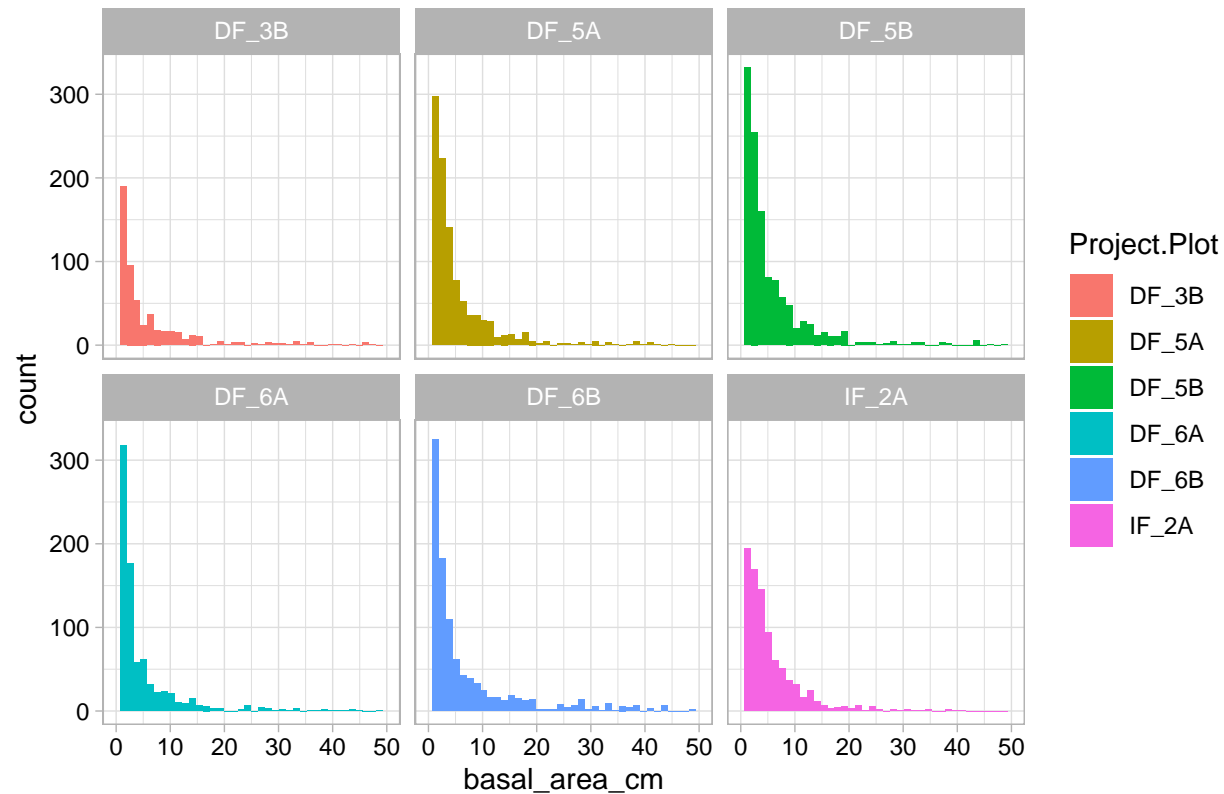 DF_3B DF_5A DF_5B
300
200
100
0
count
DF_6A DF_6B IF_2A
300
200
100
0
0 10 20 30 40 50 0 10 20 30 40 50 0 10 20 30 40 50
basal_area_cm
Project.Plot
DF_3B
DF_5A
DF_5B
DF_6A
DF_6B
IF_2A